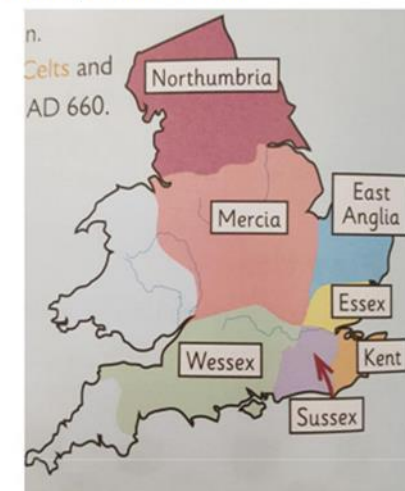 n.
Celts and
AD 660.
Northumbria
East
Anglia
Mercia
Essex
Kent
Wessex
Sussex